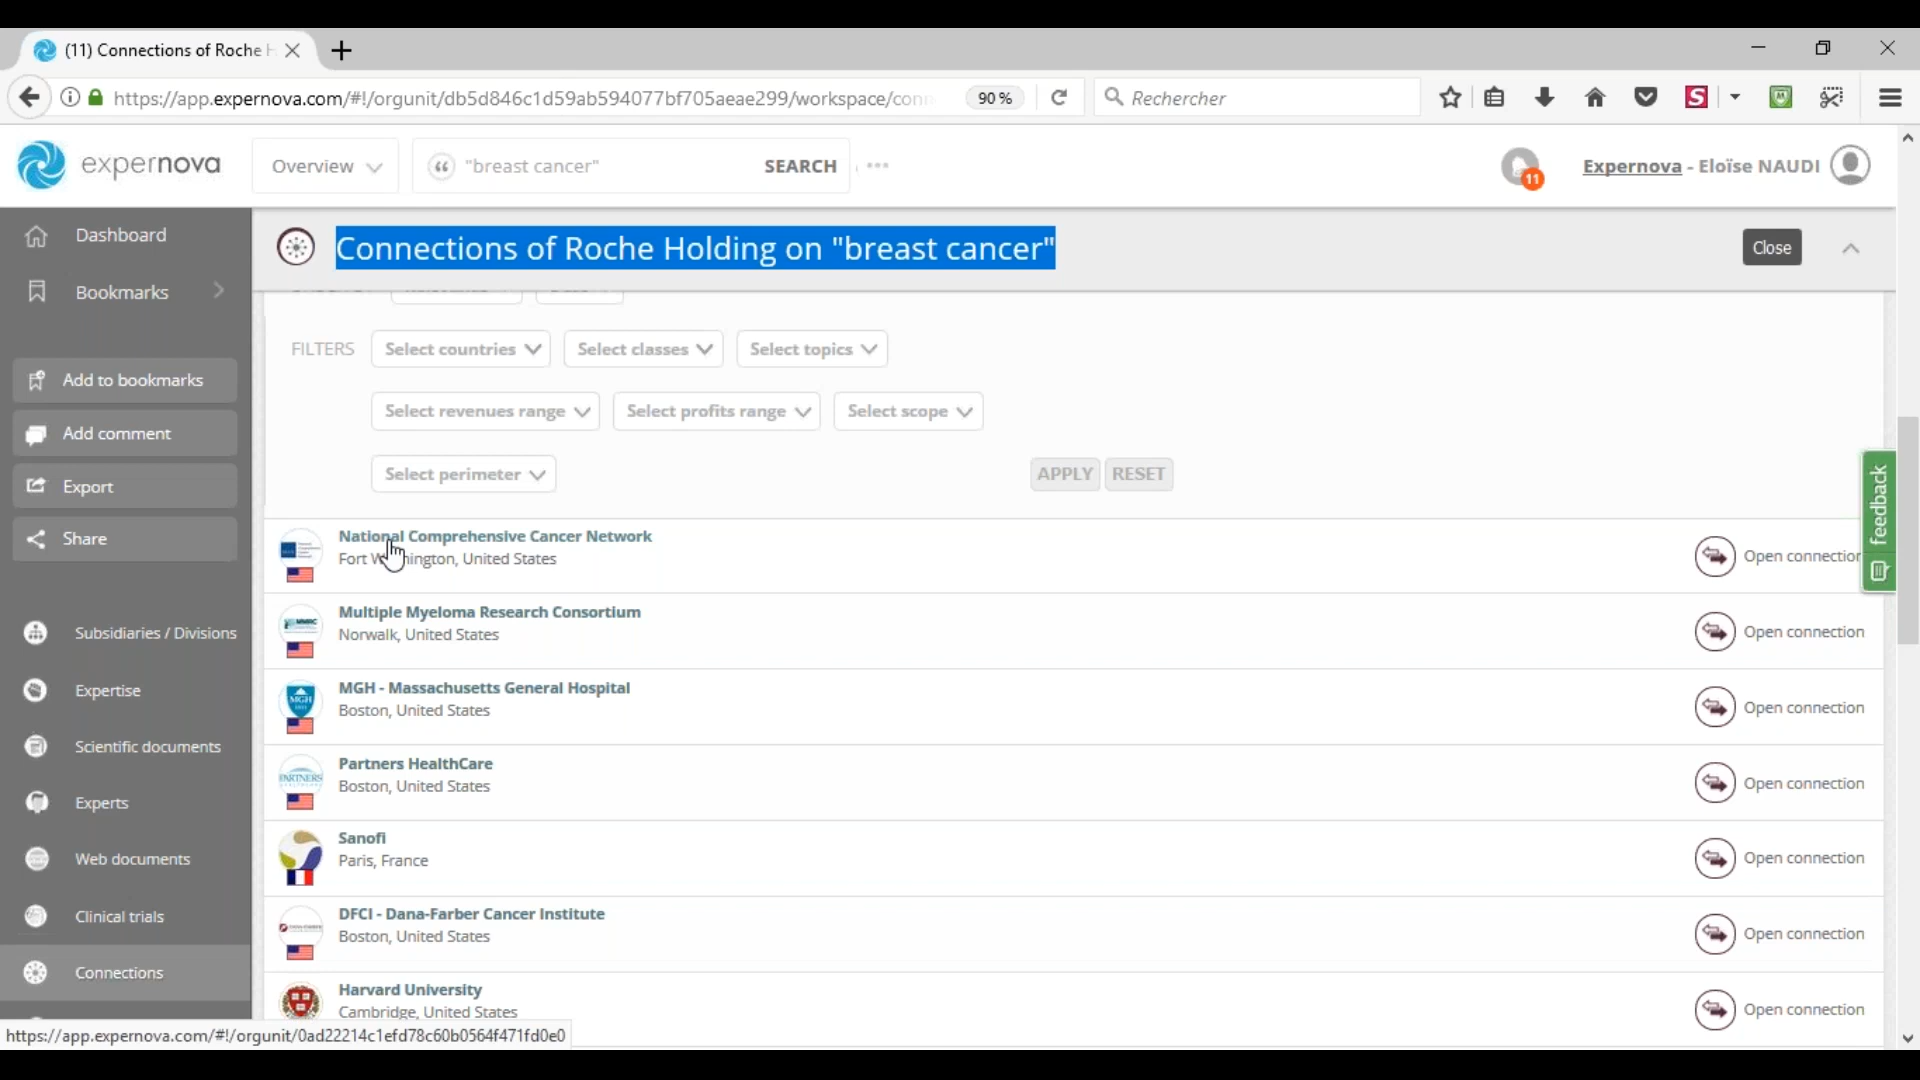 (11) Connections of Roche H
https://app.expernova.com/#!/orgunit/db5d846c1d59ab594077bf705aeae299/workspace/conn
90 %
Rechercher
expernova
Overview
"breast cancer"
SEARCH
11
Expernova - Eloïse NAUDI
Dashboard
Bookmarks
Add to bookmarks
Add comment
Export
Share
Subsidiaries / Divisions
Expertise
Scientific documents
Experts
Web documents
Clinical trials
Connections
Connections of Roche Holding on "breast cancer"
Close
FILTERS
Select countries
Select classes
Select topics
Select revenues range
Select profits range
Select scope
Select perimeter
APPLY
RESET
feedback
National Comprehensive Cancer Network
Fort W hington, United States
Open connection
Multiple Myeloma Research Consortium
Norwalk, United States
Open connection
MGH - Massachusetts General Hospital
Boston, United States
Open connection
Partners HealthCare
Boston, United States
Open connection
Sanofi
Paris, France
Open connection
DFCI - Dana-Farber Cancer Institute
Boston, United States
Open connection
Harvard University
Cambridge, United States
Open connection
https://app.expernova.com/#!/orgunit/0ad22214c1efd78c60b0564f471fd0e0